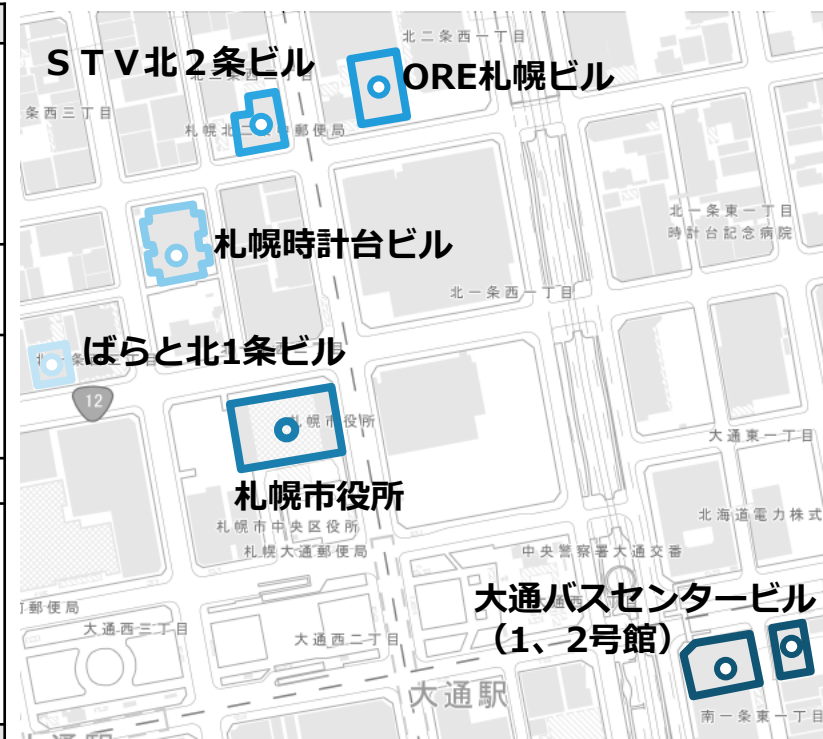 北二条西一丁目
ＳＴＶ北２条ビル
ORE札幌ビル
条西三丁目
郵便局
北一条東一丁目
時計台記念病院
札幌時計台ビル
北一条西一丁目
ばらと北1条ビル
12
札幌市役所
大通東一丁目
札幌市役所
北海道電力株式
札幌市中央区役所
札幌大通郵便局
中央警察署大通交番
大通バスセンタービル
（1、2号館）
郵便局
大通西三丁目
大通西二丁目
大通駅
南一条東一丁目